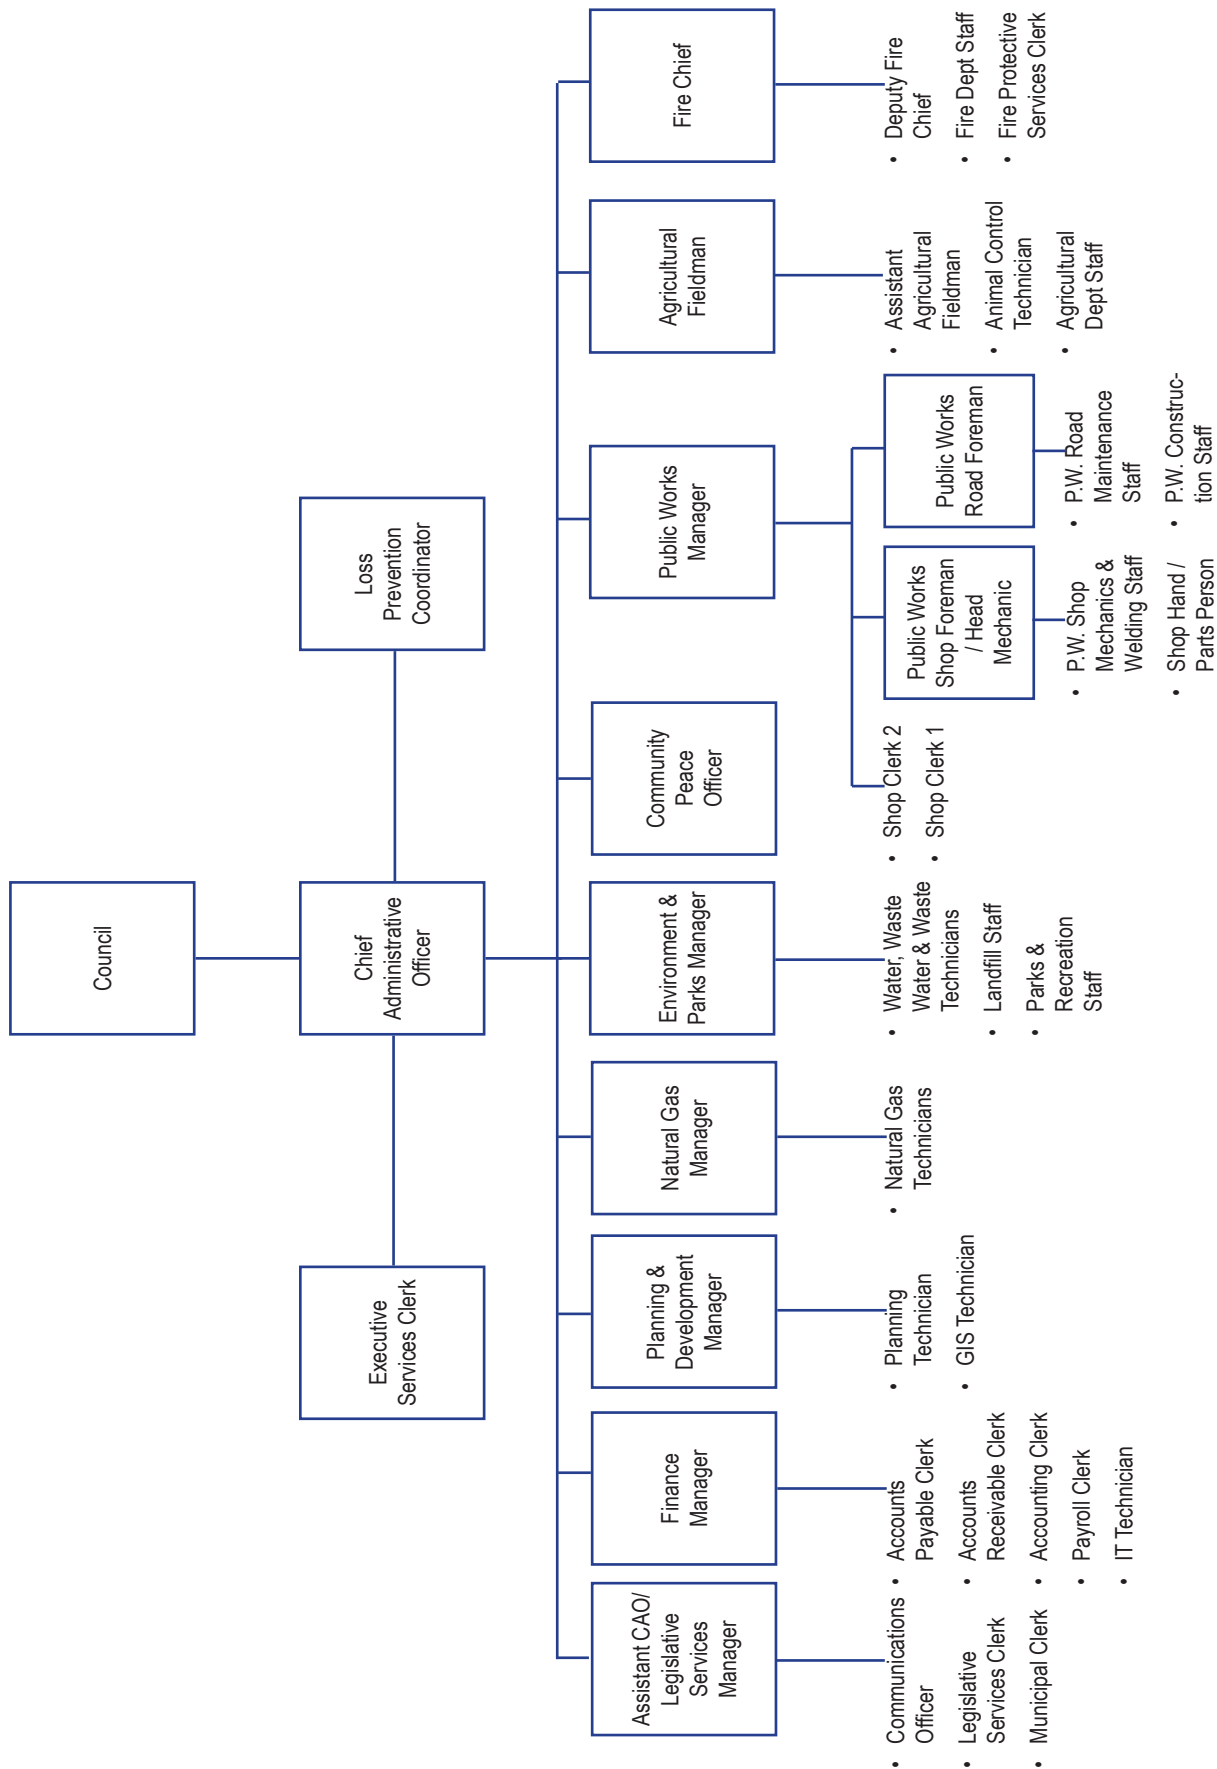 Council
Executive
Services Clerk
Chief
Administrative
Officer
Loss
Prevention
Coordinator
Assistant CAO/
Legislative
Services
Manager
Finance
Manager
Planning &
Development
Manager
Natural Gas
Manager
Environment &
Parks Manager
Community
Peace
Officer
Public Works
Manager
Agricultural
Fieldman
Fire Chief
• Communications
Officer
• Legislative
Services Clerk
• Municipal Clerk
• Accounts
Payable Clerk
• Accounts
Receivable Clerk
• Accounting Clerk
• Payroll Clerk
• IT Technician
• Planning
Technician
• GIS Technician
• Natural Gas
Technicians
• Water, Waste
Water & Waste
Technicians
• Landfill Staff
• Parks &
Recreation
Staff
• Shop Clerk 2
• Shop Clerk 1
Public Works
Shop Foreman
/ Head
Mechanic
• P.W. Shop
Mechanics &
Welding Staff
• Shop Hand /
Parts Person
Public Works
Road Foreman
• P.W. Road
Maintenance
Staff
• P.W. Construc-
tion Staff
• Assistant
Agricultural
Fieldman
• Animal Control
Technician
• Agricultural
Dept Staff
• Deputy Fire
Chief
• Fire Dept Staff
• Fire Protective
Services Clerk